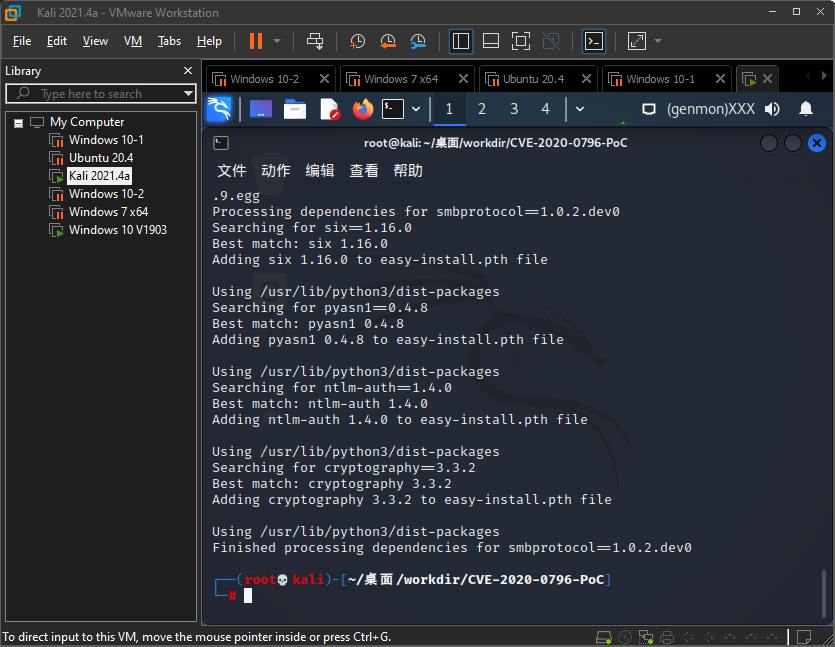 Kali 2021.4a - VMware Workstation
File Edit View VM Tabs Help
Library
Type here to search
My Computer
Windows 10-1
Ubuntu 20.4
Kali 2021.4a
Windows 10-2
Windows 7 x64
Windows 10 V1903
Windows 10-2 Windows 7 x64 Ubuntu 20.4 Windows 10-1
1 2 3 4 (genmon)XXX
root@kali: ~/桌面/workdir/CVE-2020-0796-PoC
文件 动作 编辑 查看 帮助
.9.egg
Processing dependencies for smbprotocol==1.0.2.dev0
Searching for six==1.16.0
Best match: six 1.16.0
Adding six 1.16.0 to easy-install.pth file
Using /usr/lib/python3/dist-packages
Searching for pyasn1==0.4.8
Best match: pyasn1 0.4.8
Adding pyasn1 0.4.8 to easy-install.pth file
Using /usr/lib/python3/dist-packages
Searching for ntlm-auth==1.4.0
Best match: ntlm-auth 1.4.0
Adding ntlm-auth 1.4.0 to easy-install.pth file
Using /usr/lib/python3/dist-packages
Searching for cryptography==3.3.2
Best match: cryptography 3.3.2
Adding cryptography 3.3.2 to easy-install.pth file
Using /usr/lib/python3/dist-packages
Finished processing dependencies for smbprotocol==1.0.2.dev0
┌──(root💀kali)-[~/桌面/workdir/CVE-2020-0796-PoC]
└─#
To direct input to this VM, move the mouse pointer inside or press Ctrl+G.